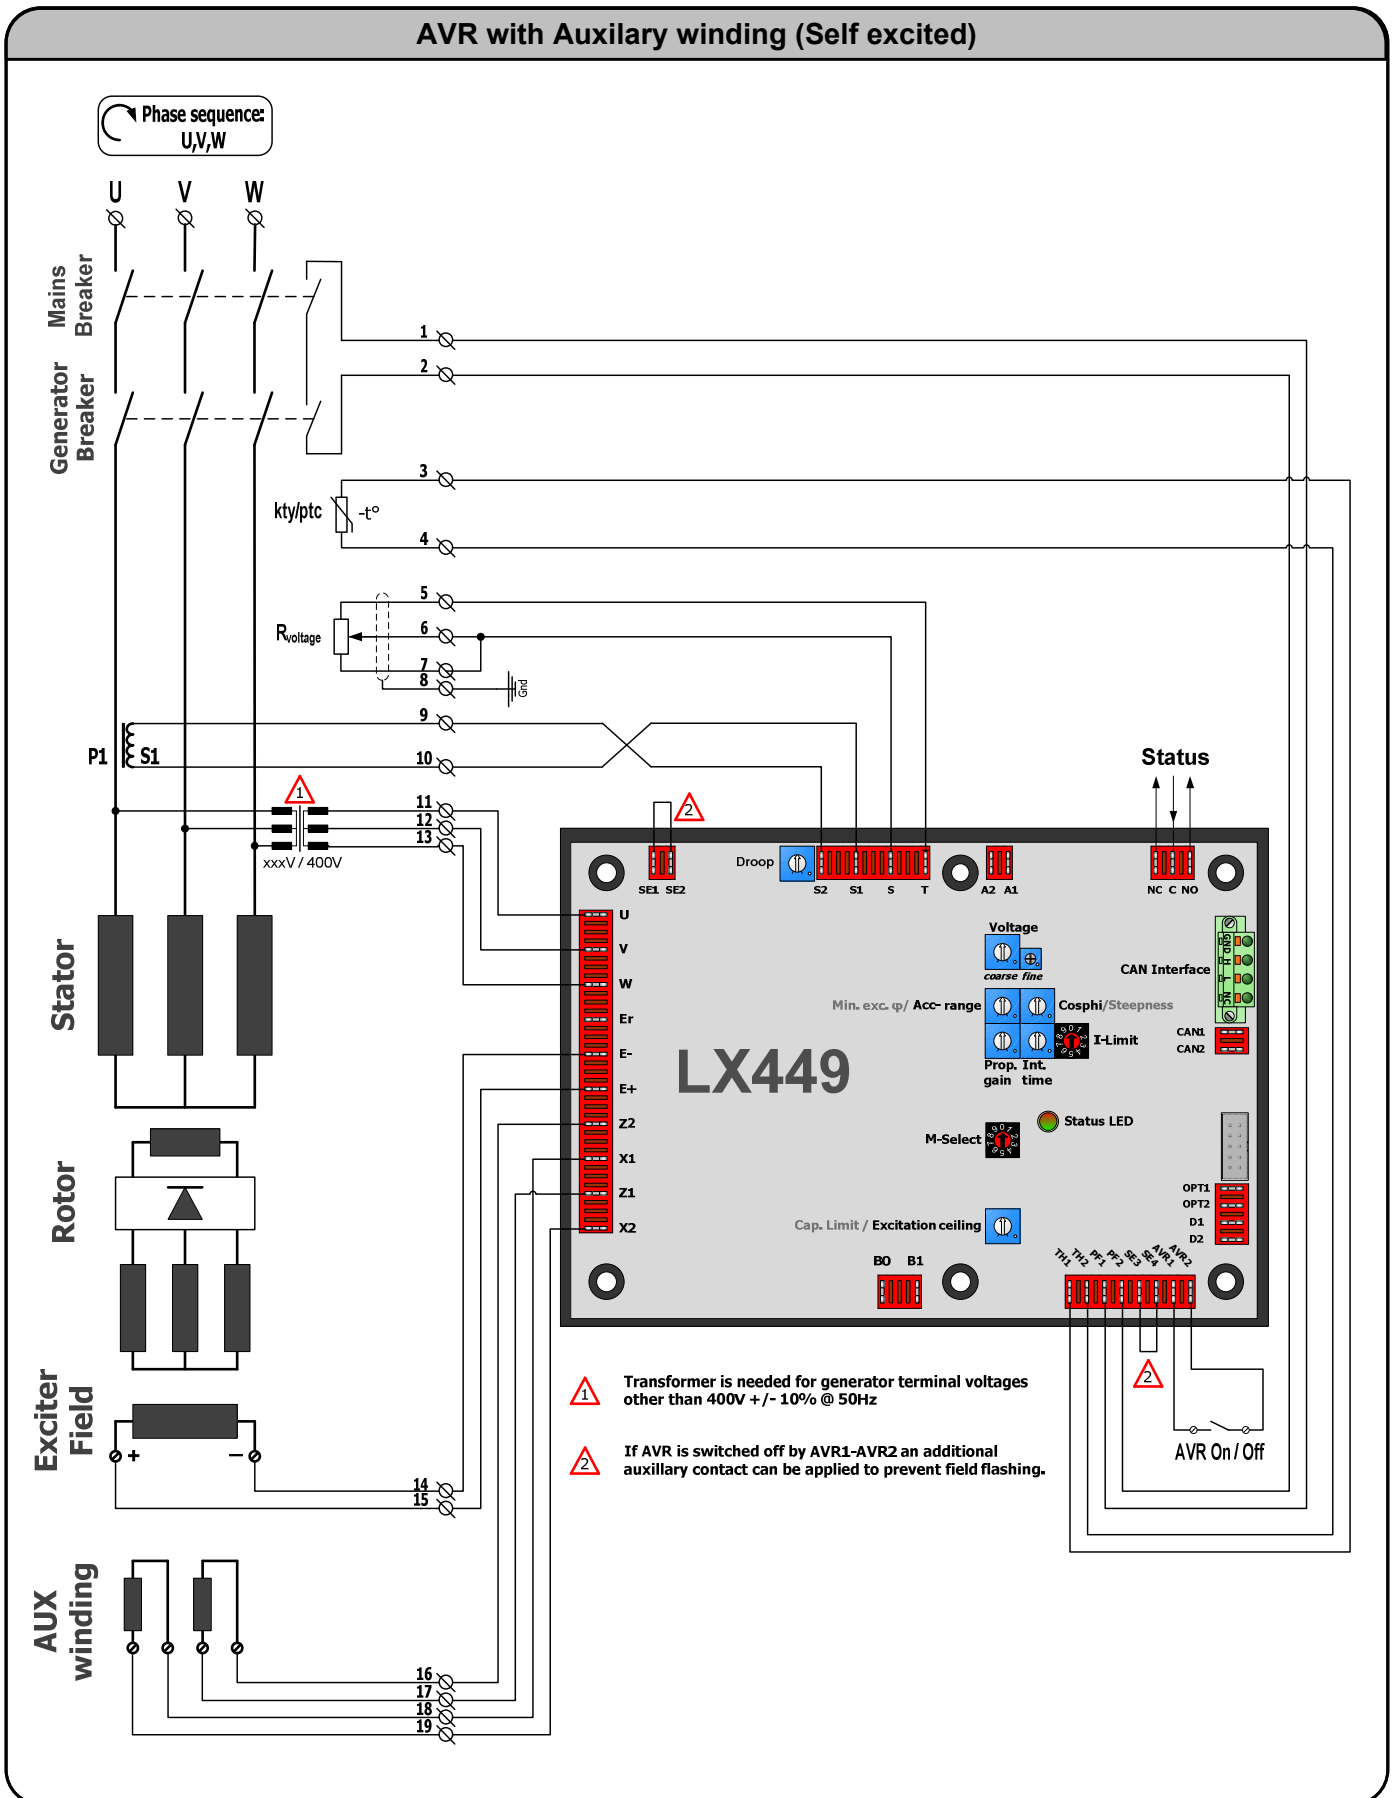 AVR with Auxilary winding (Self excited)
Phase sequence:
U,V,W
U
V
W
Mains
Breaker
1
2
Generator
Breaker
3
kty/ptc
-t°
4
5
Rvoltage
6
7
8
Gnd
9
P1
S1
10
Status
1
11
12
13
xxxV / 400V
2
Droop
SE1 SE2
S2
S1
S
T
A2 A1
NC C NO
U
V
W
Er
E-
E+
Z2
X1
Z1
X2
Voltage
coarse fine
CAN Interface
GND
H
L
NC
Min. exc. φ/ Acc- range
Cosphi/Steepness
I-Limit
CAN1
CAN2
Prop. gain
Int. time
LX449
Status LED
M-Select
OPT1
OPT2
D1
D2
Cap. Limit / Excitation ceiling
B0 B1
TH1
TH2
PF1
PF2
SE3
SE4
AVR1
AVR2
Stator
Rotor
Exciter
Field
+
−
14
15
1
Transformer is needed for generator terminal voltages
other than 400V +/- 10% @ 50Hz
2
If AVR is switched off by AVR1-AVR2 an additional
auxillary contact can be applied to prevent field flashing.
2
AVR On / Off
AUX
winding
16
17
18
19